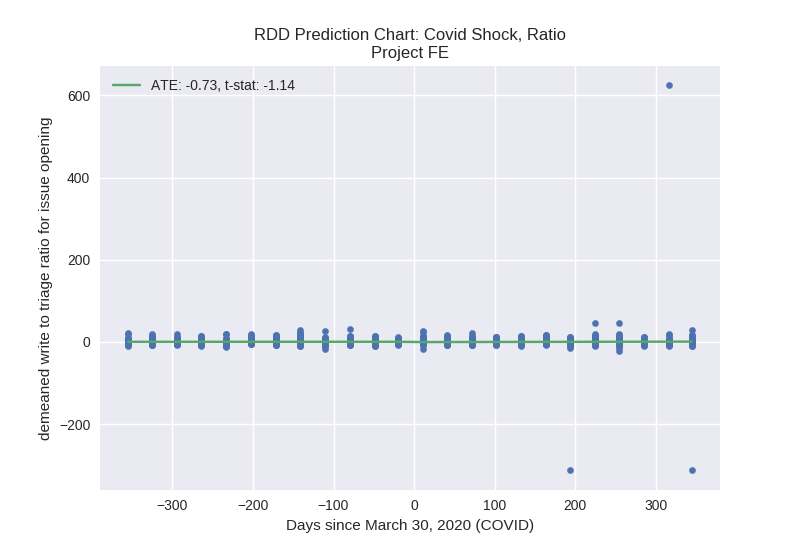 RDD Prediction Chart: Covid Shock, Ratio
Project FE
ATE: -0.73, t-stat: -1.14
demeaned write to triage ratio for issue opening
600
400
200
0
−200
−300
−200
−100
0
100
200
300
Days since March 30, 2020 (COVID)